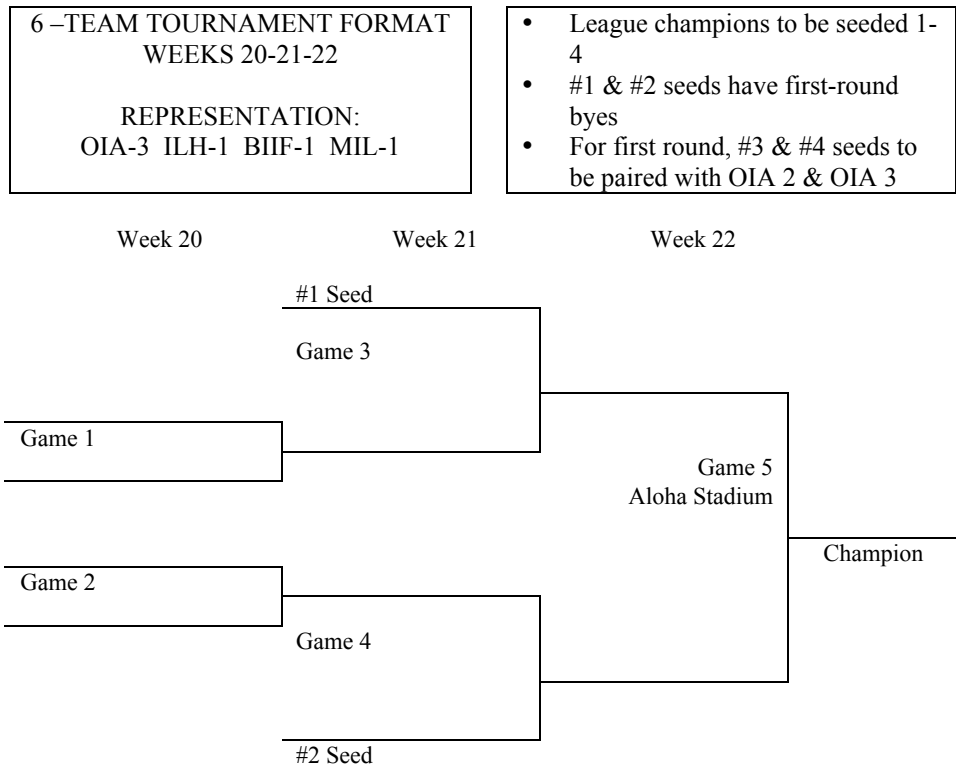 6 –TEAM TOURNAMENT FORMAT
WEEKS 20-21-22
REPRESENTATION:
OIA-3 ILH-1 BIIF-1 MIL-1
• League champions to be seeded 1-
4
• #1 & #2 seeds have first-round
byes
• For first round, #3 & #4 seeds to
be paired with OIA 2 & OIA 3
Week 20 Week 21 Week 22
#1 Seed
Game 3
Game 1
Game 5
Aloha Stadium
Champion
Game 2
Game 4
#2 Seed